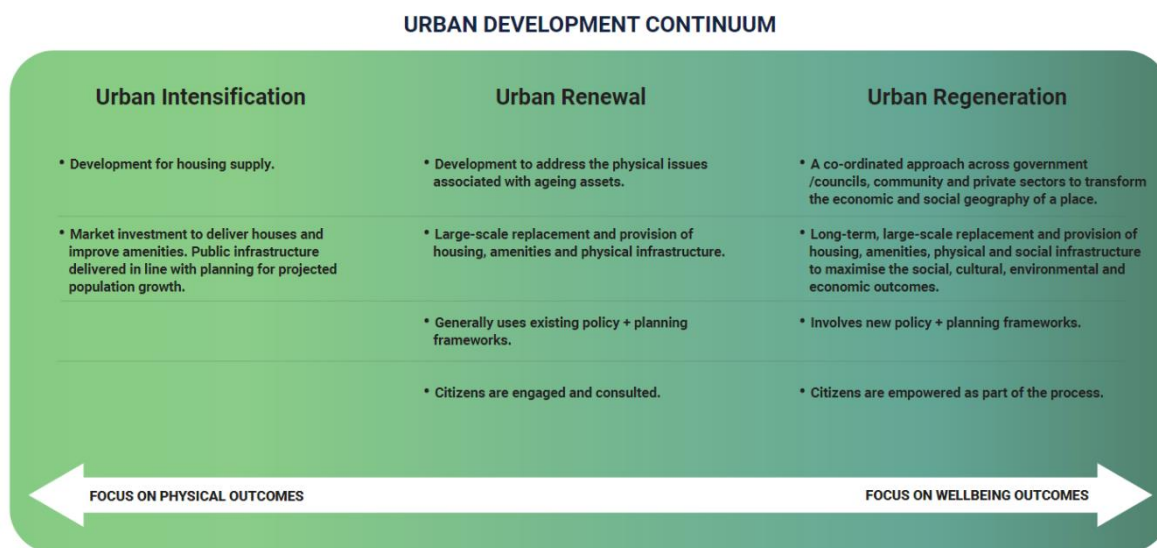 URBAN DEVELOPMENT CONTINUUM
Urban Intensification
• Development for housing supply.
• Market investment to deliver houses and
improve amenities. Public infrastructure
delivered in line with planning for projected
population growth.
Urban Renewal
• Development to address the physical issues
associated with ageing assets.
• Large-scale replacement and provision of
housing, amenities and physical infrastructure.
• Generally uses existing policy + planning
frameworks.
• Citizens are engaged and consulted.
Urban Regeneration
• A co-ordinated approach across government
/councils, community and private sectors to transform
the economic and social geography of a place.
• Long-term, large-scale replacement and provision of
housing, amenities, physical and social infrastructure
to maximise the social, cultural, environmental and
economic outcomes.
• Involves new policy + planning frameworks.
• Citizens are empowered as part of the process.
FOCUS ON PHYSICAL OUTCOMES
FOCUS ON WELLBEING OUTCOMES